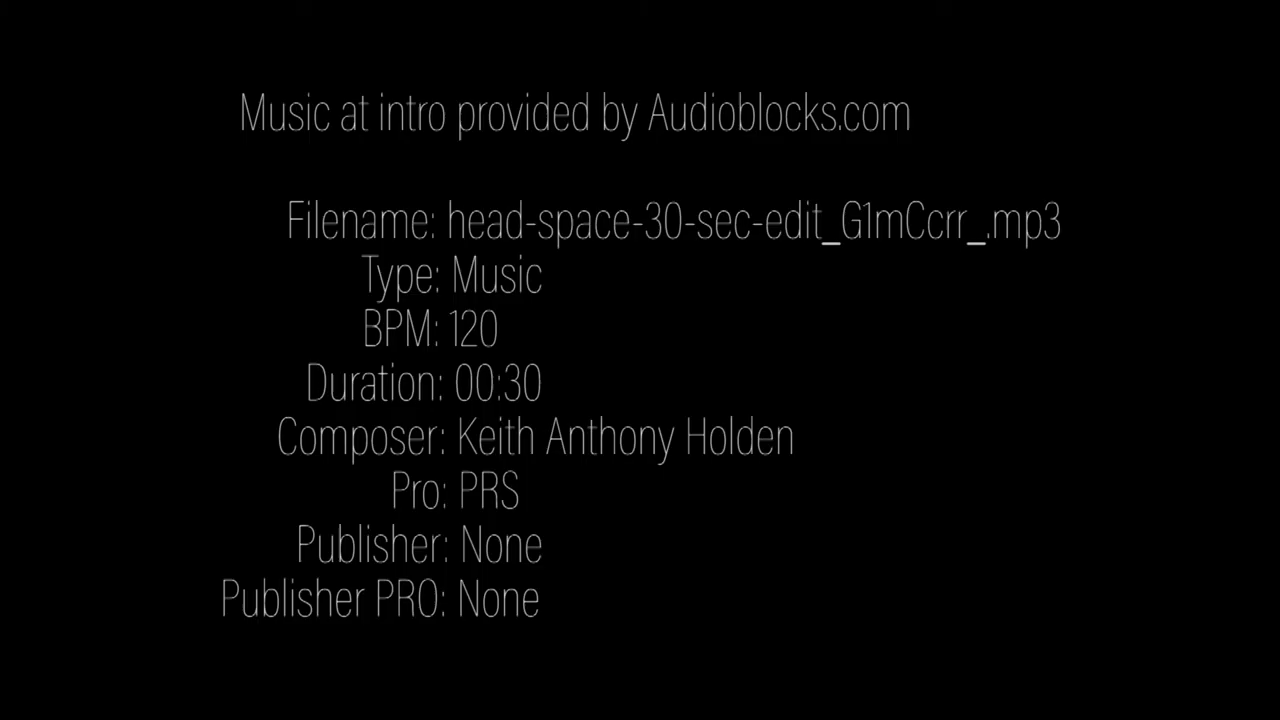 Music at intro provided by Audioblocks.com
Filename: head-space-30-sec-edit_G1mCcrr_.mp3
Type: Music
BPM: 120
Duration: 00:30
Composer: Keith Anthony Holden
Pro: PRS
Publisher: None
Publisher PRO: None